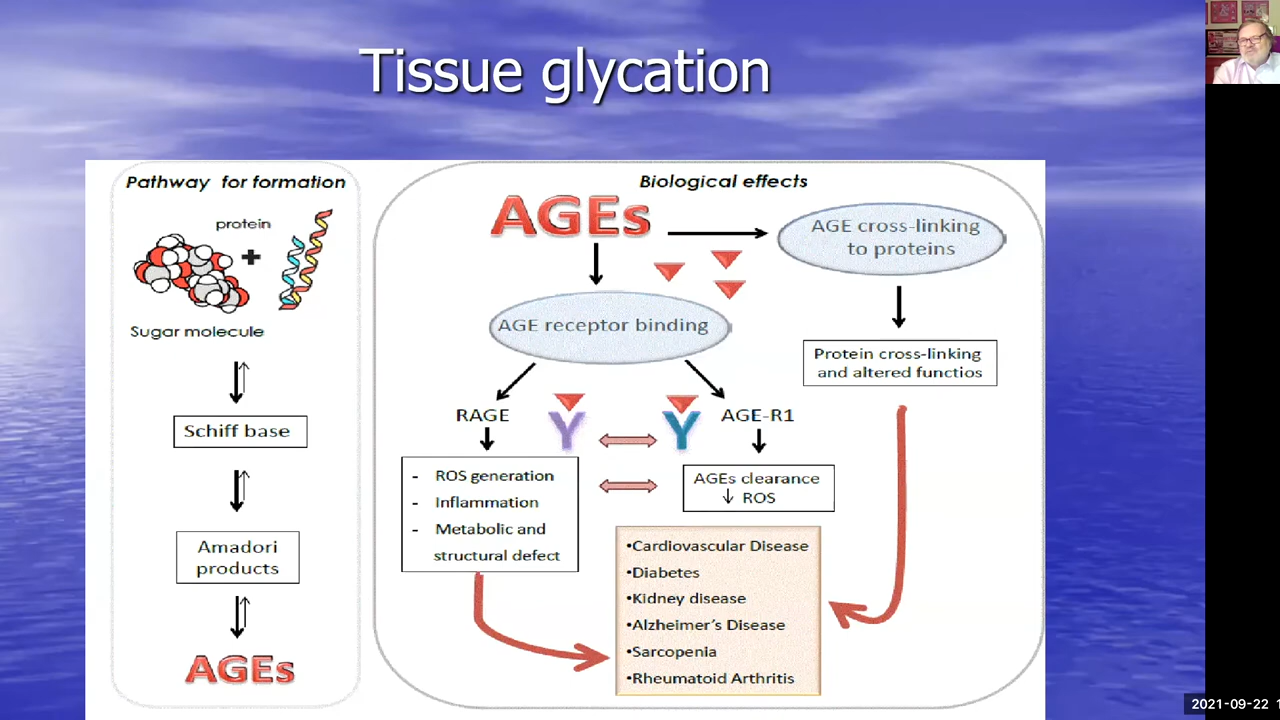 Tissue glycation
Pathway for formation
protein
+
Sugar molecule
Schiff base
Amadori
products
AGEs
Biological effects
AGEs
AGE cross-linking
to proteins
AGE receptor binding
Protein cross-linking
and altered functios
RAGE
AGE-R1
- ROS generation
- Inflammation
- Metabolic and
structural defect
AGEs clearance
↓ ROS
•Cardiovascular Disease
•Diabetes
•Kidney disease
•Alzheimer's Disease
•Sarcopenia
•Rheumatoid Arthritis
2021-09-22